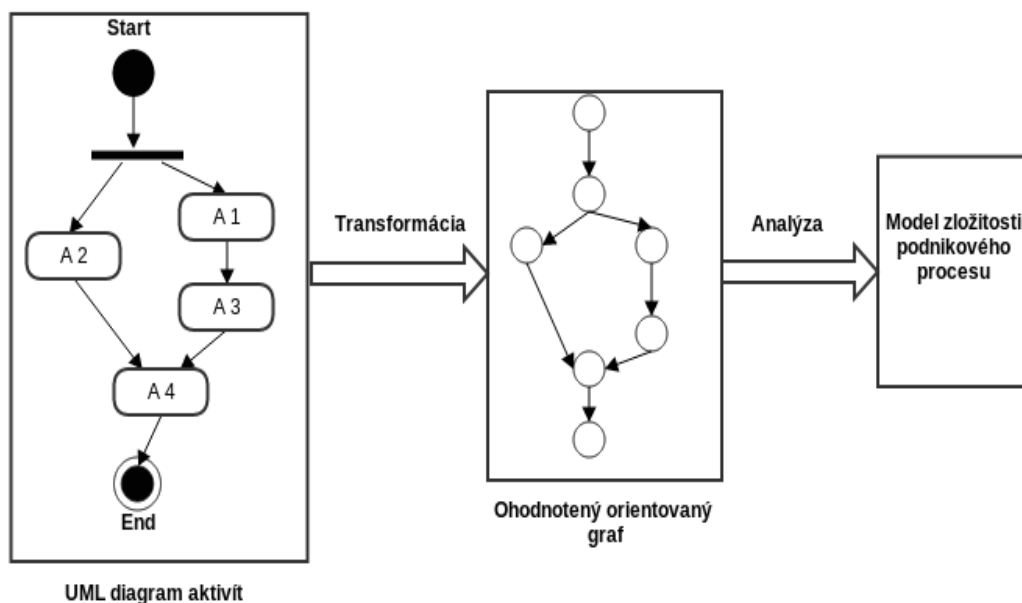 Start
A 1
A 2
A 3
A 4
End
UML diagram aktivít
Transformácia
Ohodnotený orientovaný
graf
Analýza
Model zložitosti
podnikového
procesu